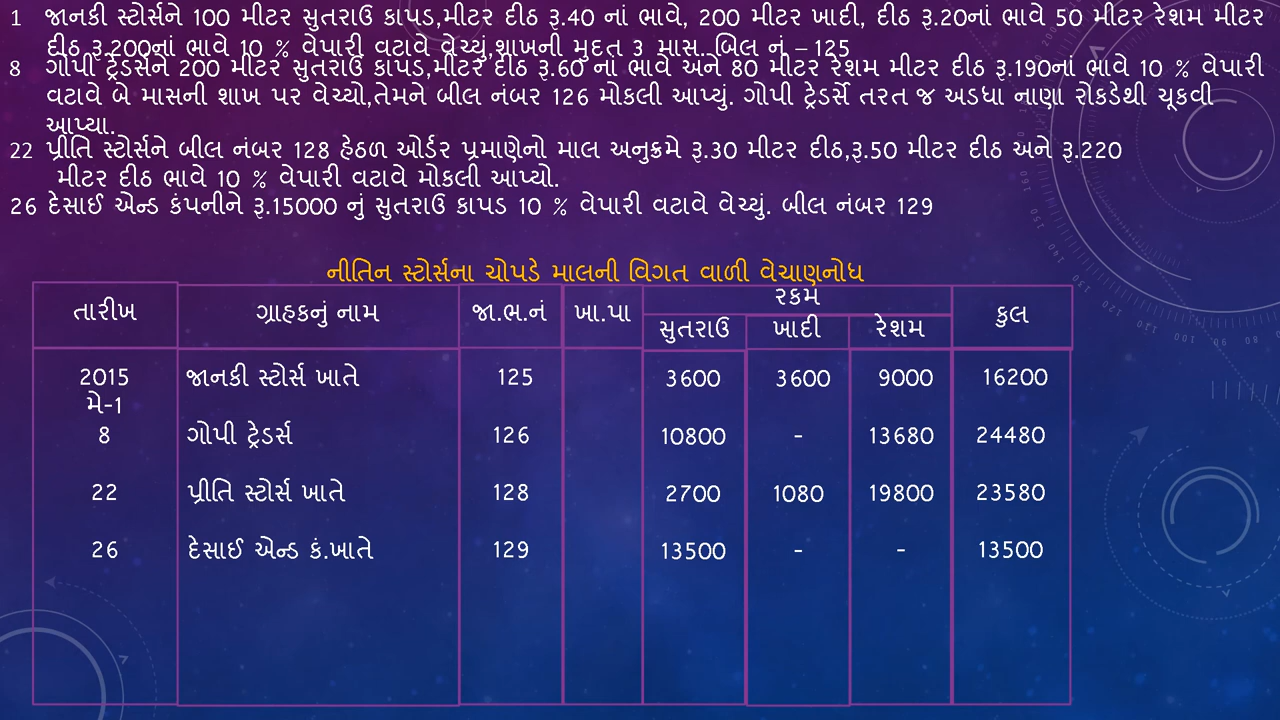 1 જાનકી સ્ટોર્સને 100 મીટર સુતરાઉ કાપડ,મીટર દીઠ રૂ.40 નાં ભાવે, 200 મીટર ખાદી, દીઠ રૂ.20નાં ભાવે 50 મીટર રેશમ મીટર
દીઠ રૂ.200નાં ભાવે 10 % વેપારી વટાવે વેચ્યું,શાખની મુદત 3 માસ. બિલ નં – 125
8 ગોપી ટ્રેડર્સને 200 મીટર સુતરાઉ કાપડ,મીટર દીઠ રૂ.60 નાં ભાવે અને 80 મીટર રેશમ મીટર દીઠ રૂ.190નાં ભાવે 10 % વેપારી
વટાવે બે માસની શાખ પર વેચ્યો,તેમને બીલ નંબર 126 મોકલી આપ્યું. ગોપી ટ્રેડર્સે તરત જ અડધા નાણા રોકડેથી ચૂકવી
આપ્યા.
22 પ્રીતિ સ્ટોર્સને બીલ નંબર 128 હેઠળ ઓર્ડર પ્રમાણેનો માલ અનુક્રમે રૂ.30 મીટર દીઠ,રૂ.50 મીટર દીઠ અને રૂ.220
મીટર દીઠ ભાવે 10 % વેપારી વટાવે મોકલી આપ્યો.
26 દેસાઈ એન્ડ કંપનીને રૂ.15000 નું સુતરાઉ કાપડ 10 % વેપારી વટાવે વેચ્યું. બીલ નંબર 129
નીતિન સ્ટોર્સના ચોપડે માલની વિગત વાળી વેચાણનોધ
તારીખ ગ્રાહકનું નામ જા.ભ.નં ખા.પા રકમ કુલ
સુતરાઉ ખાદી રેશમ
2015 જાનકી સ્ટોર્સ ખાતે 125 3600 3600 9000 16200
મે-1
8 ગોપી ટ્રેડર્સ 126 10800 - 13680 24480
22 પ્રીતિ સ્ટોર્સ ખાતે 128 2700 1080 19800 23580
26 દેસાઈ એન્ડ કં.ખાતે 129 13500 - - 13500